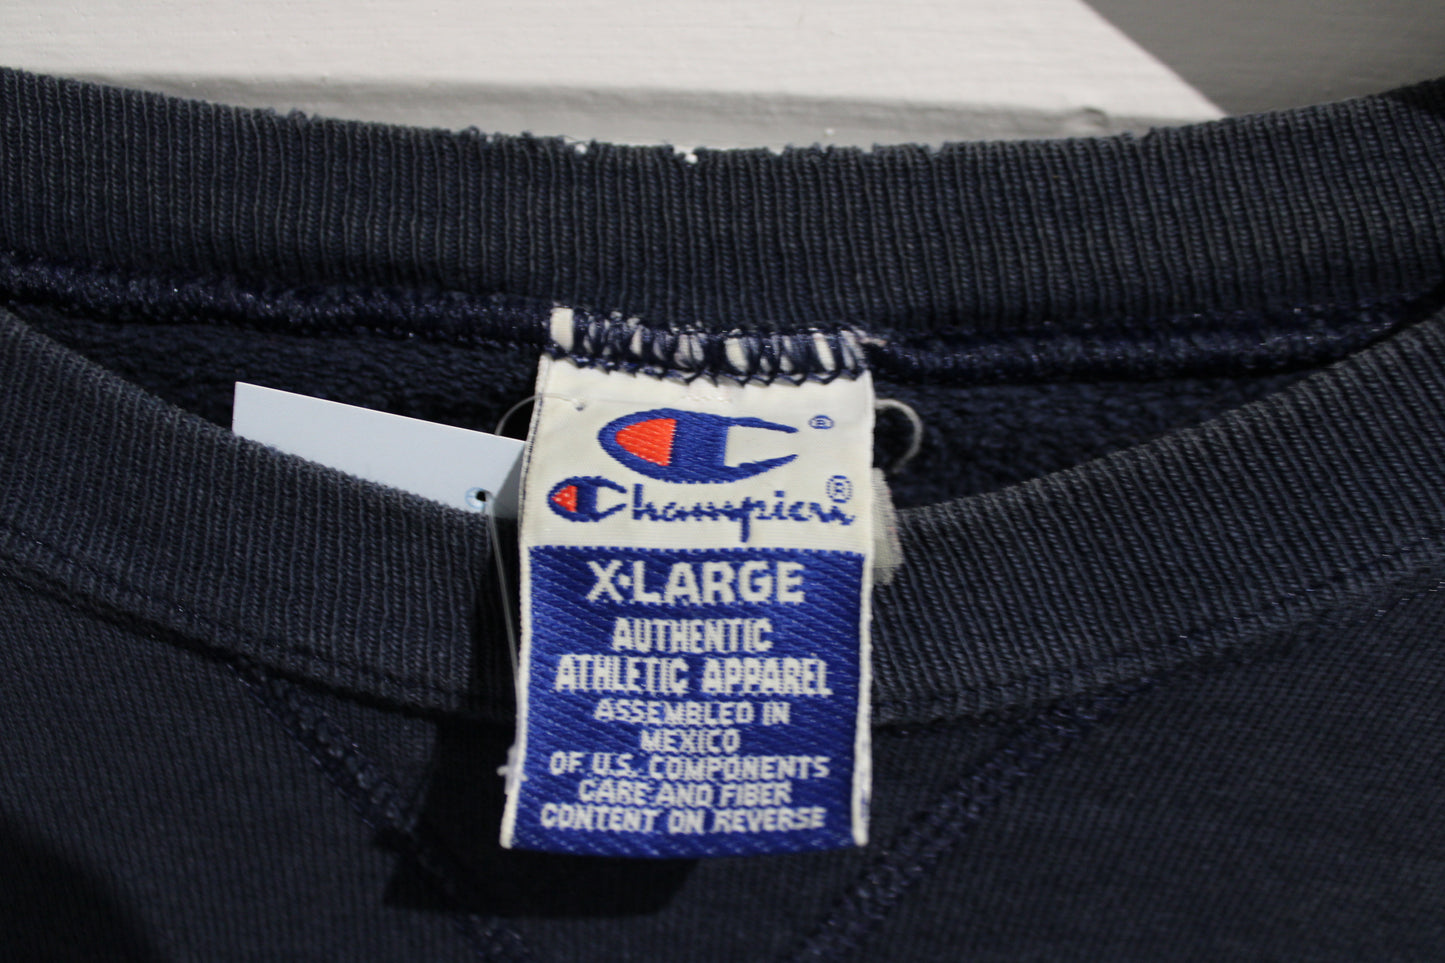 ®
Champion®
X-LARGE
AUTHENTIC
ATHLETIC APPAREL
ASSEMBLED IN
MEXICO
OF U.S. COMPONENTS
CARE AND FIBER
CONTENT ON REVERSE